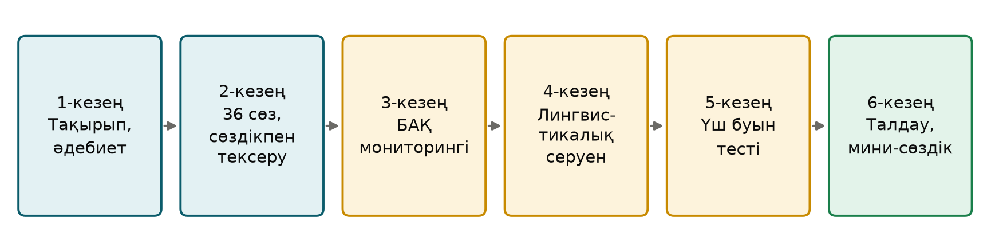 1-кезең
Тақырып,
әдебиет
2-кезең
36 сөз,
сөздікпен
тексеру
3-кезең
БАҚ
мониторингі
4-кезең
Лингвис-
тикалық
серуен
5-кезең
Үш буын
тесті
6-кезең
Талдау,
мини-сөздік